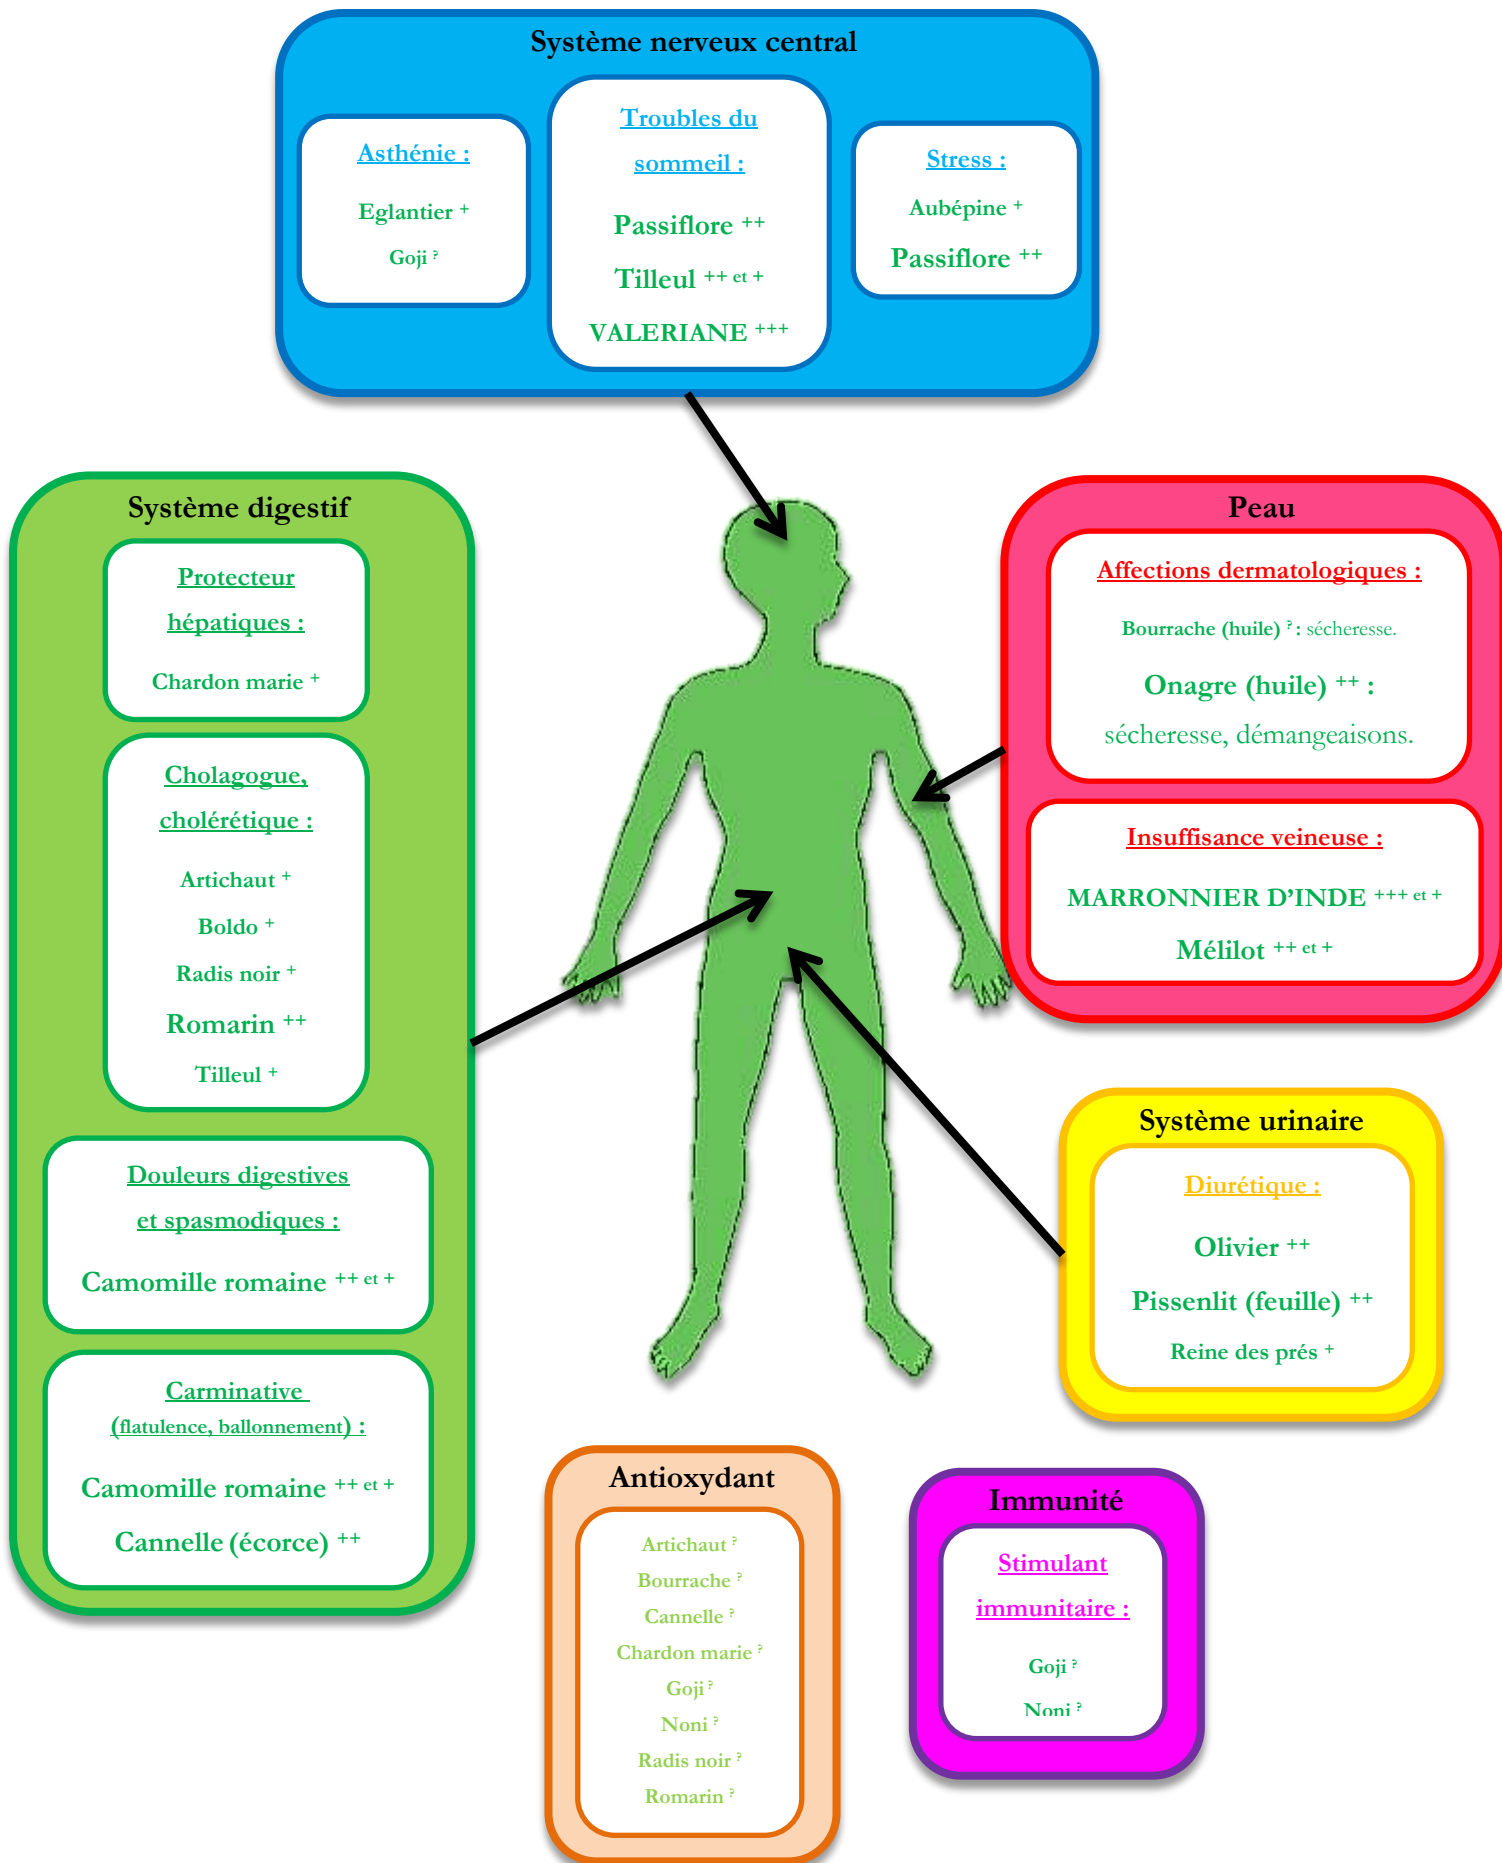 Système nerveux central
Asthénie :
Eglantier +
Goji ?
Troubles du
sommeil :
Passiflore ++
Tilleul ++ et +
VALERIANE +++
Stress :
Aubépine +
Passiflore ++
Système digestif
Protecteur
hépatiques :
Chardon marie +
Cholagogue,
cholérétique :
Artichaut +
Boldo +
Radis noir +
Romarin ++
Tilleul +
Douleurs digestives
et spasmodiques :
Camomille romaine ++ et +
Carminative
(flatulence, ballonnement) :
Camomille romaine ++ et +
Cannelle (écorce) ++
Peau
Affections dermatologiques :
Bourrache (huile) ? : sécheresse.
Onagre (huile) ++ :
sécheresse, démangeaisons.
Insuffisance veineuse :
MARRONNIER D’INDE +++ et +
Mélilot ++ et +
Système urinaire
Diurétique :
Olivier ++
Pissenlit (feuille) ++
Reine des prés +
Antioxydant
Artichaut ?
Bourrache ?
Cannelle ?
Chardon marie ?
Goji ?
Noni ?
Radis noir ?
Romarin ?
Immunité
Stimulant
immunitaire :
Goji ?
Noni ?